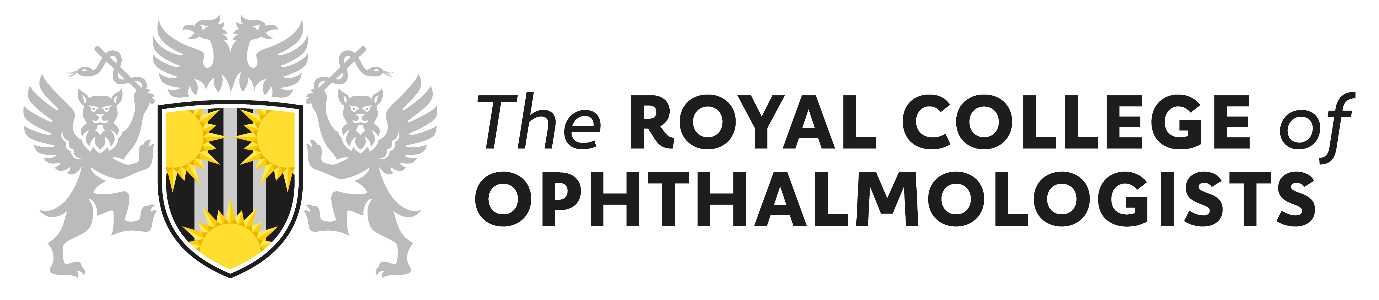 The ROYAL COLLEGE of
OPHTHALMOLOGISTS